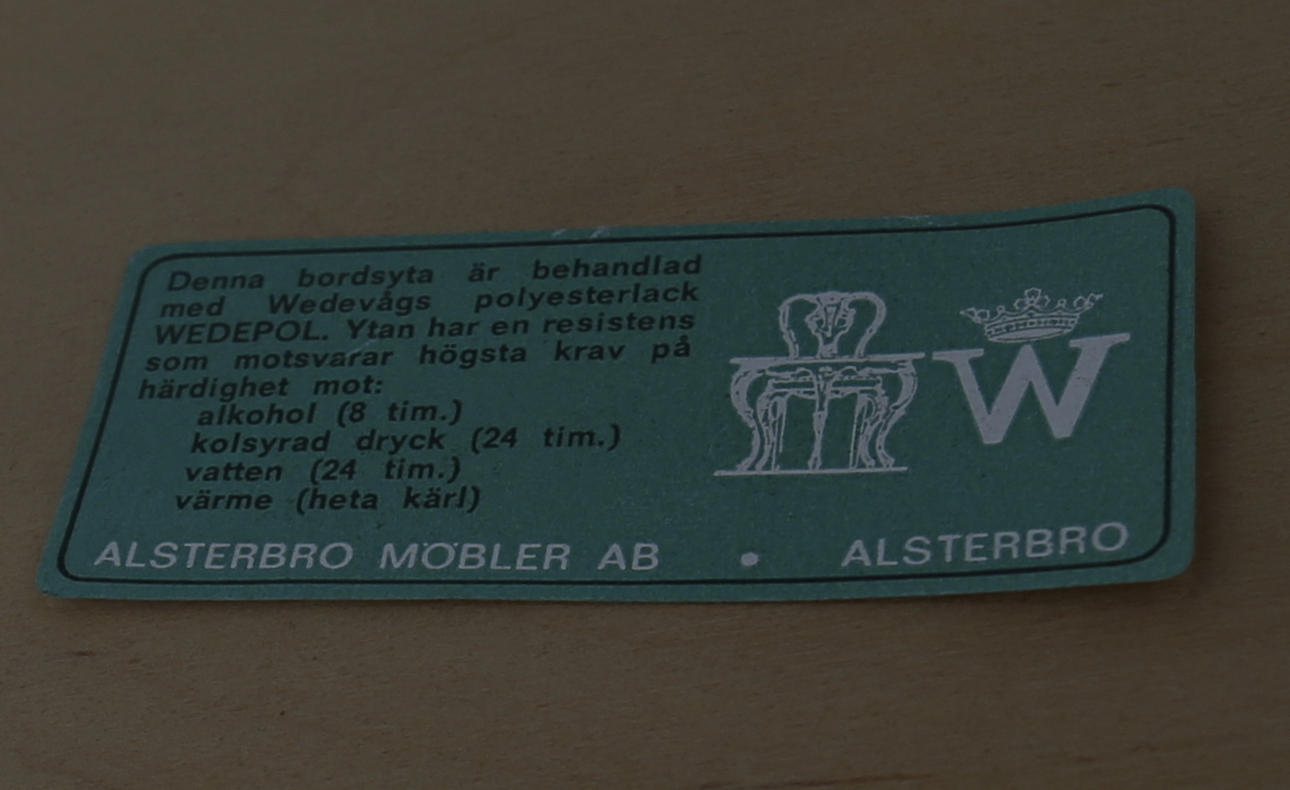 Denna bordsyta är behandlad
med Wedevågs polyesterlack
WEDEPOL. Ytan har en resistens
som motsvarar högsta krav på
härdighet mot:
alkohol (8 tim.)
kolsyrad dryck (24 tim.)
vatten (24 tim.)
värme (heta kärl)
W
ALSTERBRO MÖBLER AB • ALSTERBRO